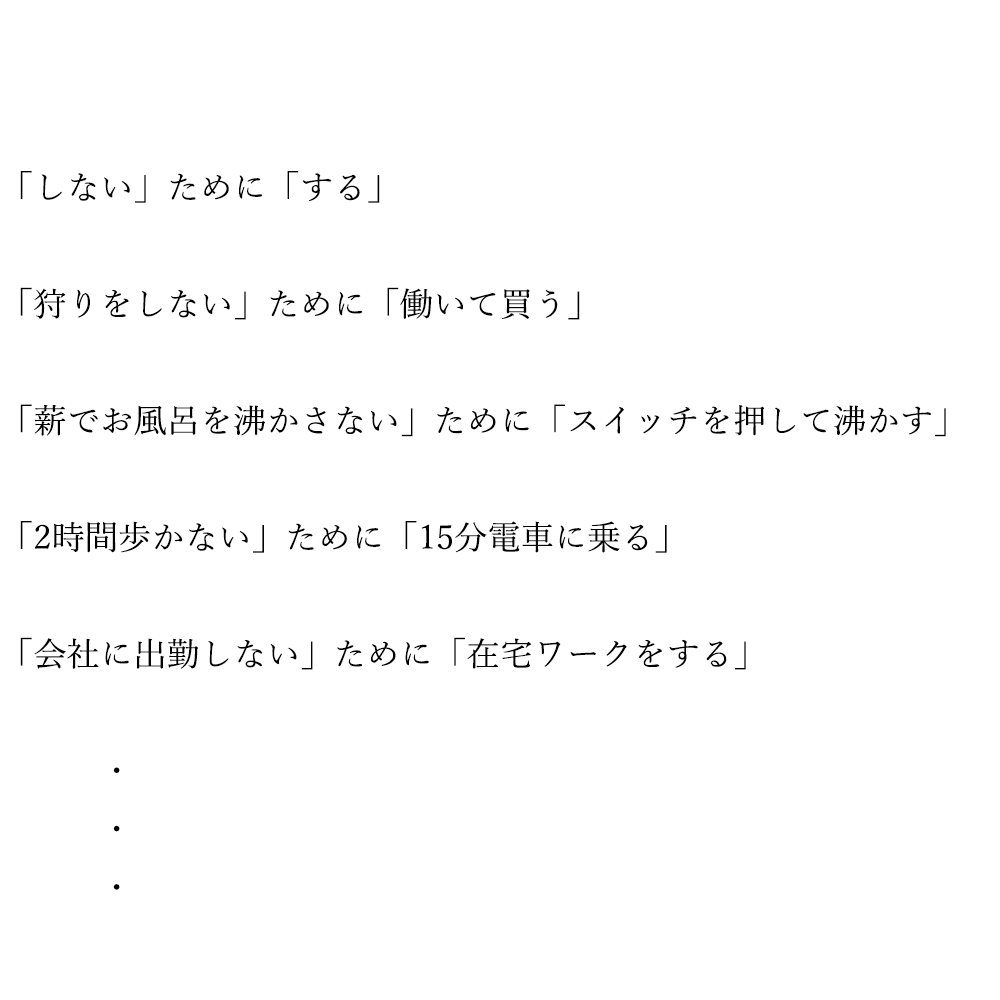 「しない」ために「する」
「狩りをしない」ために「働いて買う」
「薪でお風呂を沸かさない」ために「スイッチを押して沸かす」
「2時間歩かない」ために「15分電車に乗る」
「会社に出勤しない」ために「在宅ワークをする」
・
・
・